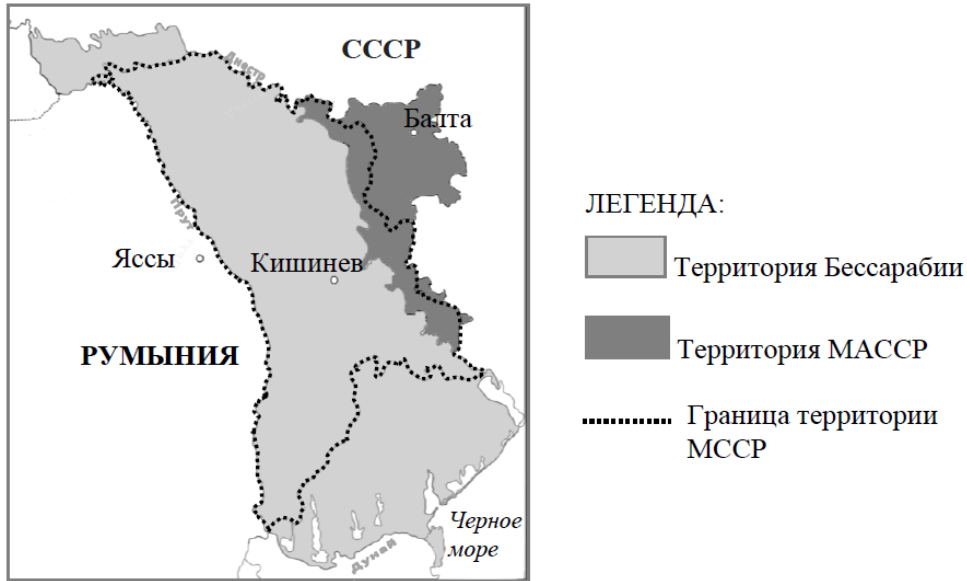 СССР
Днестр
Балта
Прут
Яссы
Кишинев
РУМЫНИЯ
Черное
море
Дунай
ЛЕГЕНДА:
Территория Бессарабии
Территория МАССР
Граница территории
МССР